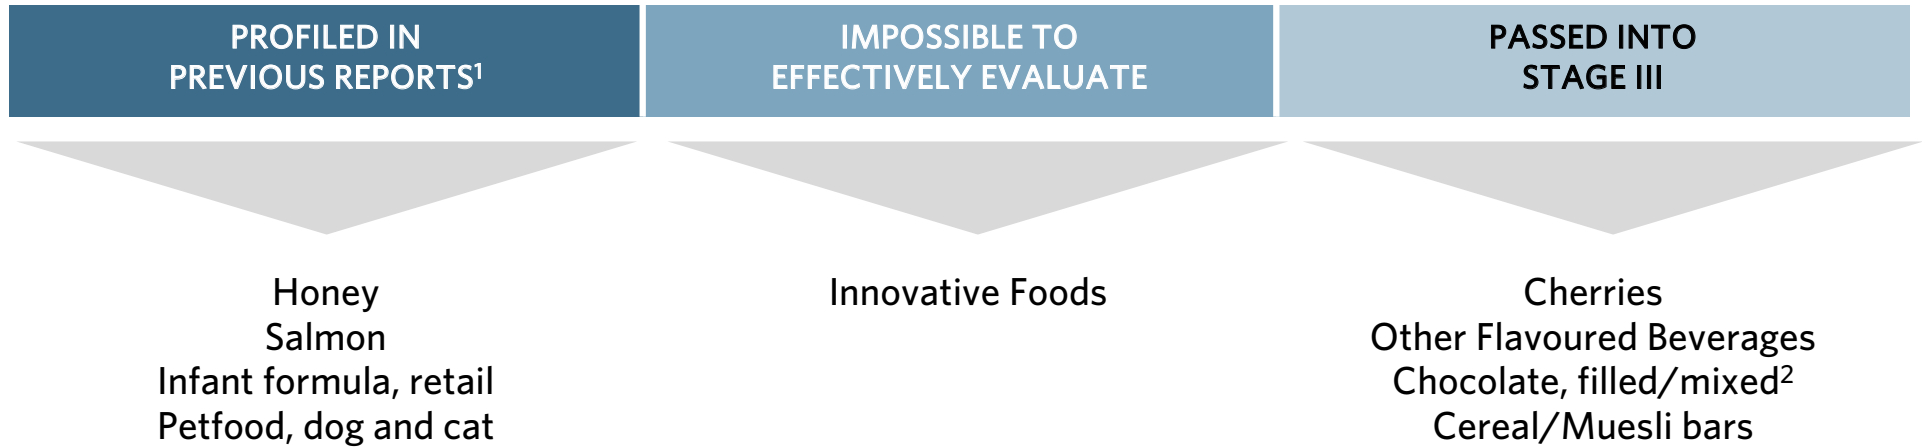 PROFILED IN
PREVIOUS REPORTS¹
IMPOSSIBLE TO
EFFECTIVELY EVALUATE
PASSED INTO
STAGE III
Honey
Salmon
Infant formula, retail
Petfood, dog and cat
Innovative Foods
Cherries
Other Flavoured Beverages
Chocolate, filled/mixed²
Cereal/Muesli bars